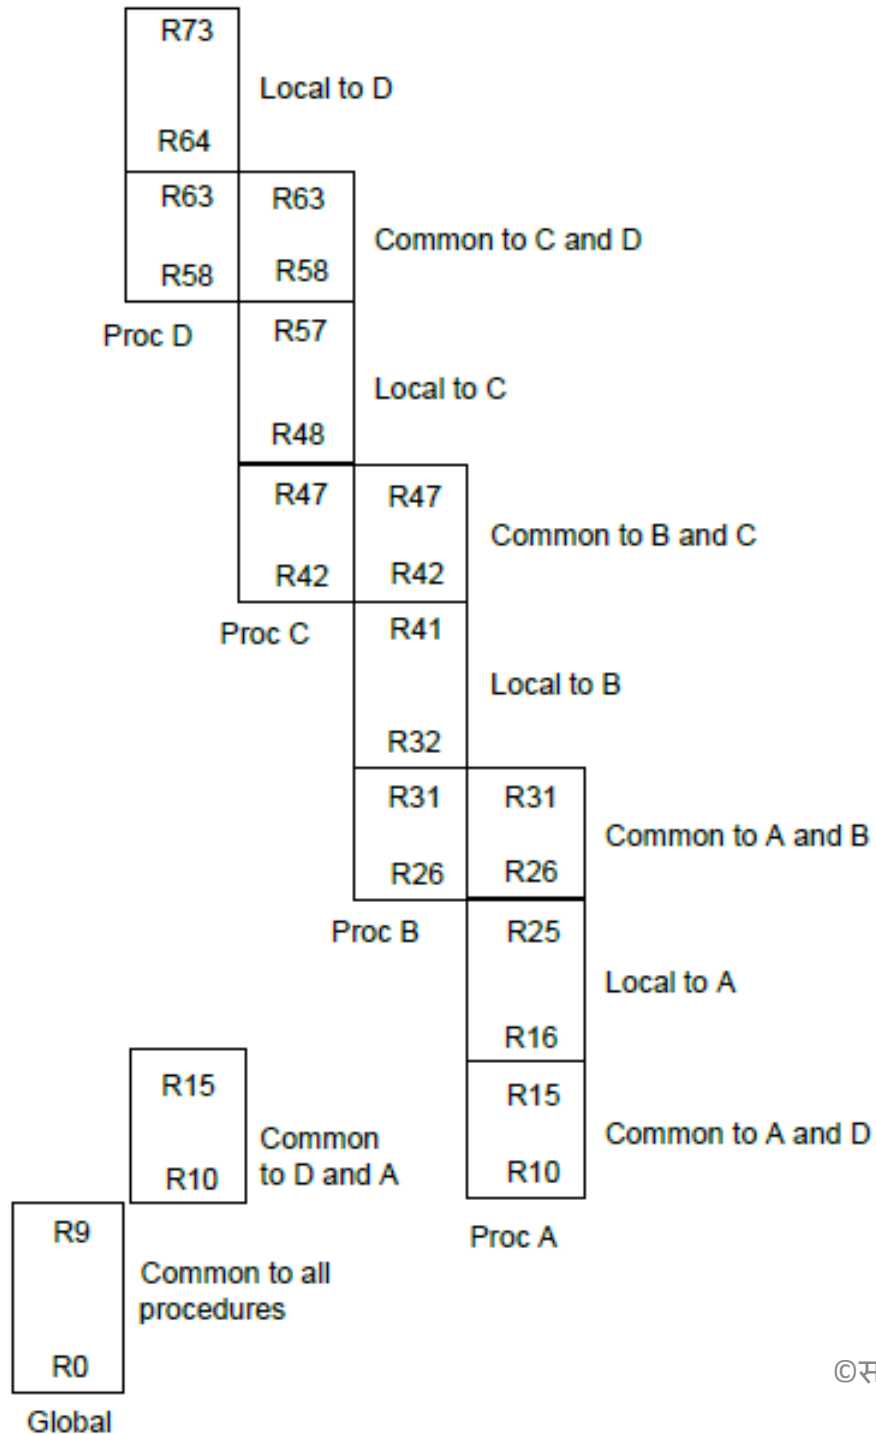 R73
Local to D
R64
R63
R63
Common to C and D
R58
R58
Proc D
R57
Local to C
R48
R47
R47
Common to B and C
R42
R42
Proc C
R41
Local to B
R32
R31
R31
Common to A and B
R26
R26
Proc B
R25
Local to A
R16
R15
R15
Common
to D and A
Common to A and D
R10
R10
Proc A
R9
Common to all
procedures
R0
Global
©